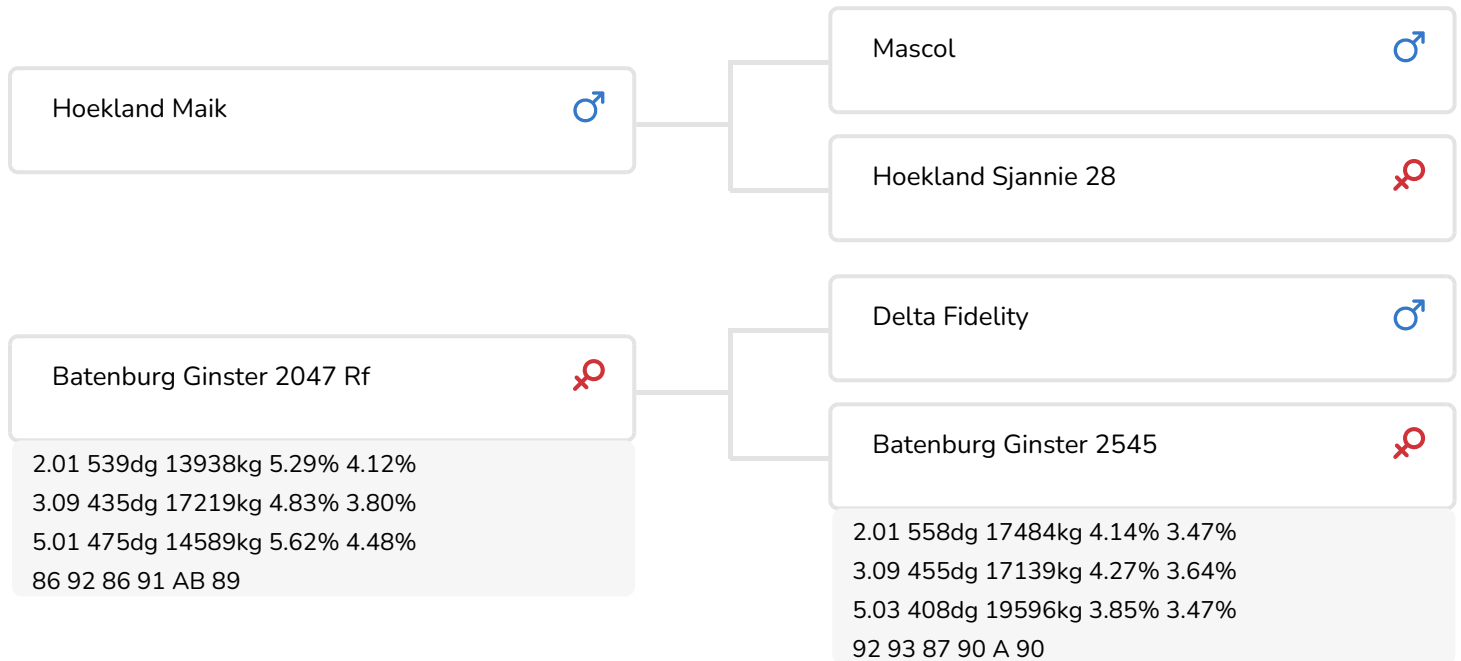 Hoekland Maik
Mascol
Hoekland Sjannie 28
Batenburg Ginster 2047 Rf
2.01 539dg 13938kg 5.29% 4.12%
3.09 435dg 17219kg 4.83% 3.80%
5.01 475dg 14589kg 5.62% 4.48%
86 92 86 91 AB 89
Delta Fidelity
Batenburg Ginster 2545
2.01 558dg 17484kg 4.14% 3.47%
3.09 455dg 17139kg 4.27% 3.64%
5.03 408dg 19596kg 3.85% 3.47%
92 93 87 90 A 90